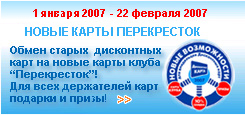 1 января 2007 - 22 февраля 2007
НОВЫЕ КАРТЫ ПЕРЕКРЕСТОК
Обмен старых дисконтных
карт на новые карты клуба
“Перекресток”!
Для всех держателей карт
подарки и призы! >>
НОВЫЕ ВОЗМОЖНОСТИ